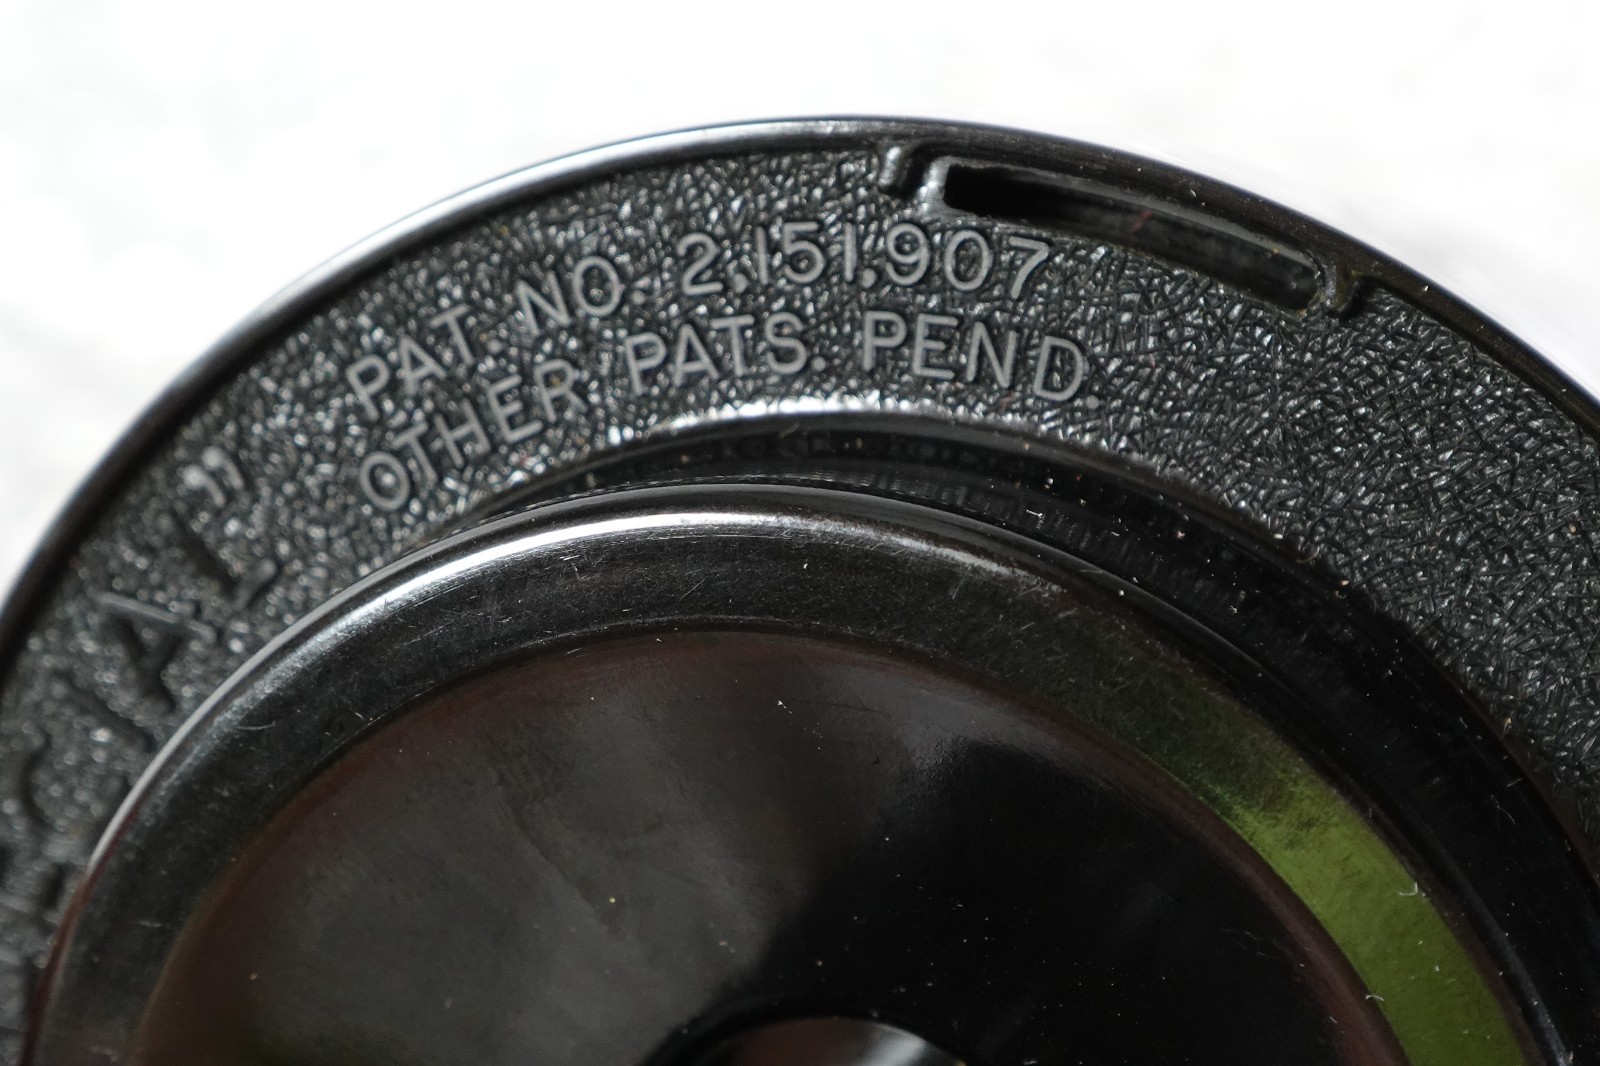 PAT. NO. 2,151,907
OTHER PATS. PEND.